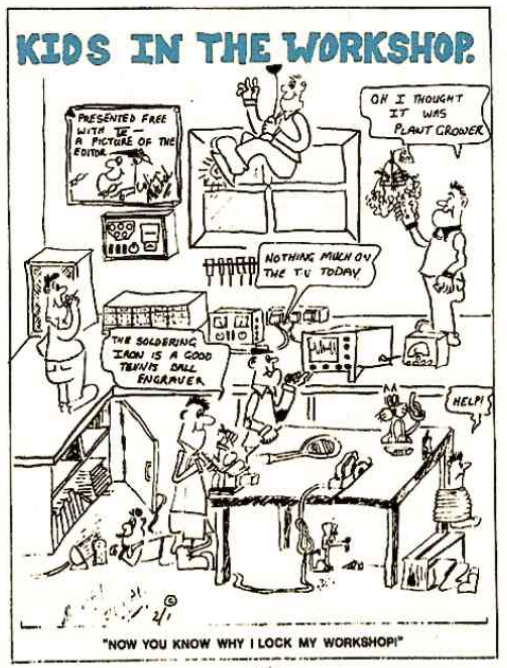 KIDS IN THE WORKSHOP.
PRESENTED FREE
WITH
A PICTURE OF THE
EDITOR
OH I THOUGHT
IT WAS
PLANT GROWER
NOTHING MUCH ON
THE TV TODAY.
THE SOLDERING
IRON IS A GOOD
TENNIS BALL
ENGRAVER
HELP!
©
"NOW YOU KNOW WHY I LOCK MY WORKSHOP!"